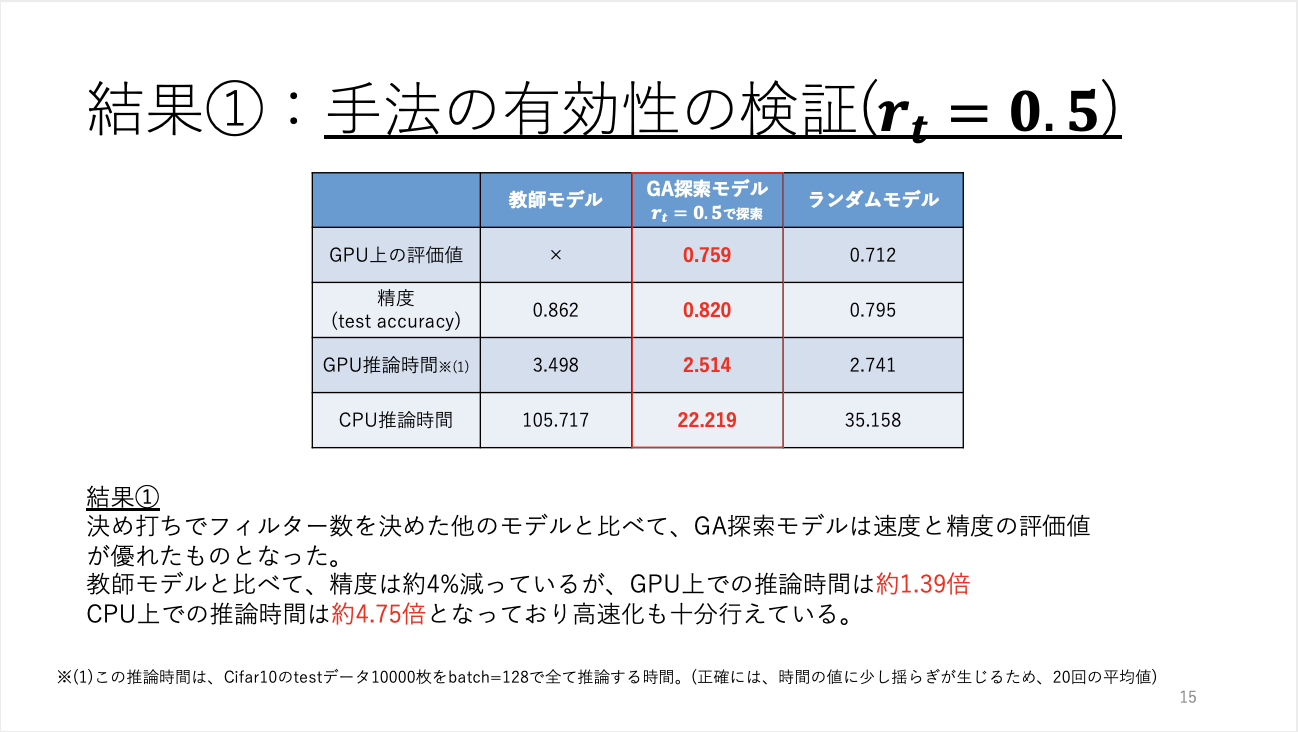 結果①：手法の有効性の検証(r_t = 0.5)
教師モデル GA探索モデル ランダムモデル
r_t = 0.5で探索
GPU上の評価値 × 0.759 0.712
精度
(test accuracy) 0.862 0.820 0.795
GPU推論時間※(1) 3.498 2.514 2.741
CPU推論時間 105.717 22.219 35.158
結果①
決め打ちでフィルター数を決めた他のモデルと比べて、GA探索モデルは速度と精度の評価値
が優れたものとなった。
教師モデルと比べて、精度は約4%減っているが、GPU上での推論時間は約1.39倍
CPU上での推論時間は約4.75倍となっており高速化も十分行えている。
※(1)この推論時間は、Cifar10のtestデータ10000枚をbatch=128で全て推論する時間。(正確には、時間の値に少し揺らぎが生じるため、20回の平均値)
15